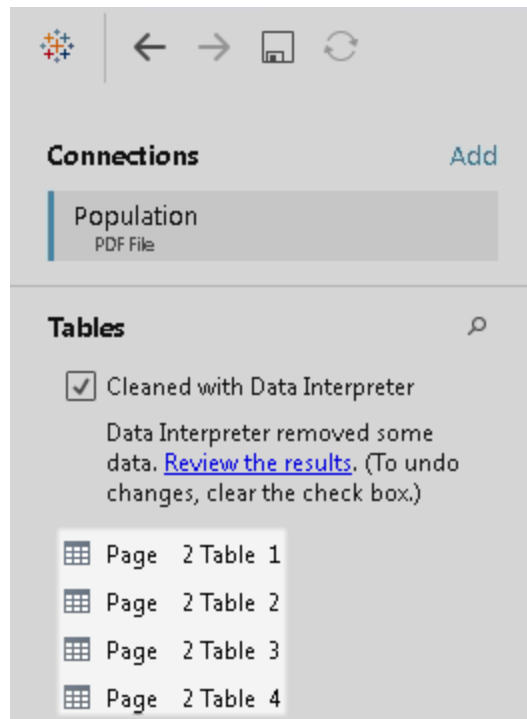 Connections Add
Population
PDF File
Tables
Cleaned with Data Interpreter
Data Interpreter removed some
data. Review the results. (To undo
changes, clear the check box.)
Page 2 Table 1
Page 2 Table 2
Page 2 Table 3
Page 2 Table 4